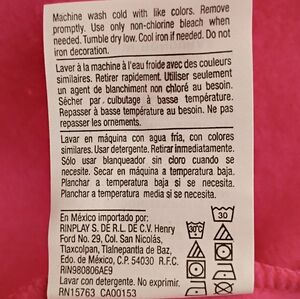 Machine wash cold with like colors. Remove
promptly. Use only non-chlorine bleach when
needed. Tumble dry low. Cool iron if needed. Do not
iron decoration.
Laver à la machine à l'eau froide avec des couleurs
similaires. Retirer rapidement. Utiliser seulement
un agent de blanchiment non chloré au besoin.
Sécher par culbutage à basse température.
Repasser à basse température au besoin. Ne pas
repasser les ornements.
Lavar en máquina con agua fría, con colores
similares. Usar detergente. Retirar inmediatamente.
Sólo usar blanqueador sin cloro cuando se
necesite. Secar en máquina a temperatura baja.
Planchar a temperatura baja si se necesita.
Planchar a temperatura media si se necesita.
En México importado por:
RINPLAY S. DE R.L. DE C.V. Henry
Ford No. 29, Col. San Nicolás,
Tlaxcolpan, Tlalnepantla de Baz,
Edo. de México, C.P. 54030 R.F.C.
RIN980806AE9
Lavar con detergente. No exprimir.
RN15763 CA00153
30
30°C